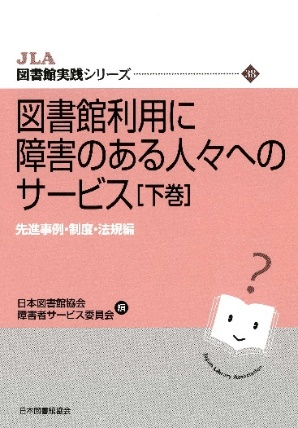 JLA
図書館実践シリーズ 38
図書館利用に
障害のある人々への
サービス[下巻]
先進事例・制度・法規編
日本図書館協会
障害者サービス委員会 編
?
Japan Library Association
日本図書館協会